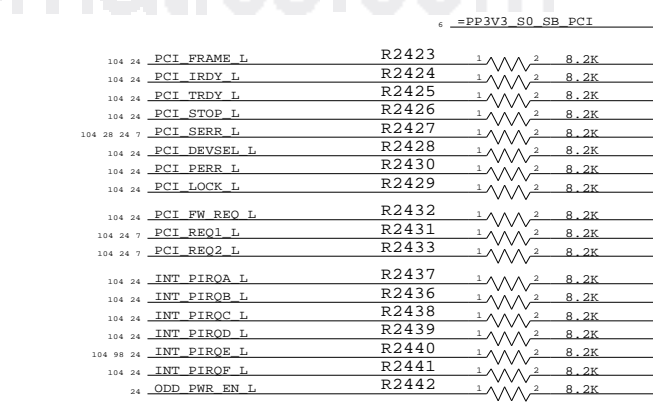 6 =PP3V3_S0_SB_PCI
104 24 PCI_FRAME_L R2423 1 2 8.2K
104 24 PCI_IRDY_L R2424 1 2 8.2K
104 24 PCI_TRDY_L R2425 1 2 8.2K
104 24 PCI_STOP_L R2426 1 2 8.2K
104 28 24 7 PCI_SERR_L R2427 1 2 8.2K
104 24 PCI_DEVSEL_L R2428 1 2 8.2K
104 24 PCI_PERR_L R2430 1 2 8.2K
104 24 PCI_LOCK_L R2429 1 2 8.2K
104 24 PCI_FW_REQ_L R2432 1 2 8.2K
104 24 7 PCI_REQ1_L R2431 1 2 8.2K
104 24 7 PCI_REQ2_L R2433 1 2 8.2K
104 24 INT_PIRQA_L R2437 1 2 8.2K
104 24 INT_PIRQB_L R2436 1 2 8.2K
104 24 INT_PIRQC_L R2438 1 2 8.2K
104 24 INT_PIRQD_L R2439 1 2 8.2K
104 98 24 INT_PIRQE_L R2440 1 2 8.2K
104 24 INT_PIRQF_L R2441 1 2 8.2K
24 ODD_PWR_EN_L R2442 1 2 8.2K